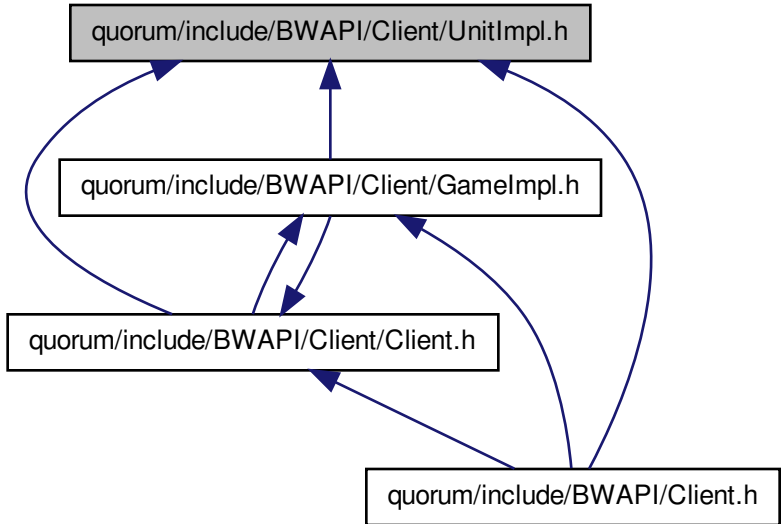 quorum/include/BWAPI/Client/UnitImpl.h
quorum/include/BWAPI/Client/GameImpl.h
quorum/include/BWAPI/Client/Client.h
quorum/include/BWAPI/Client.h